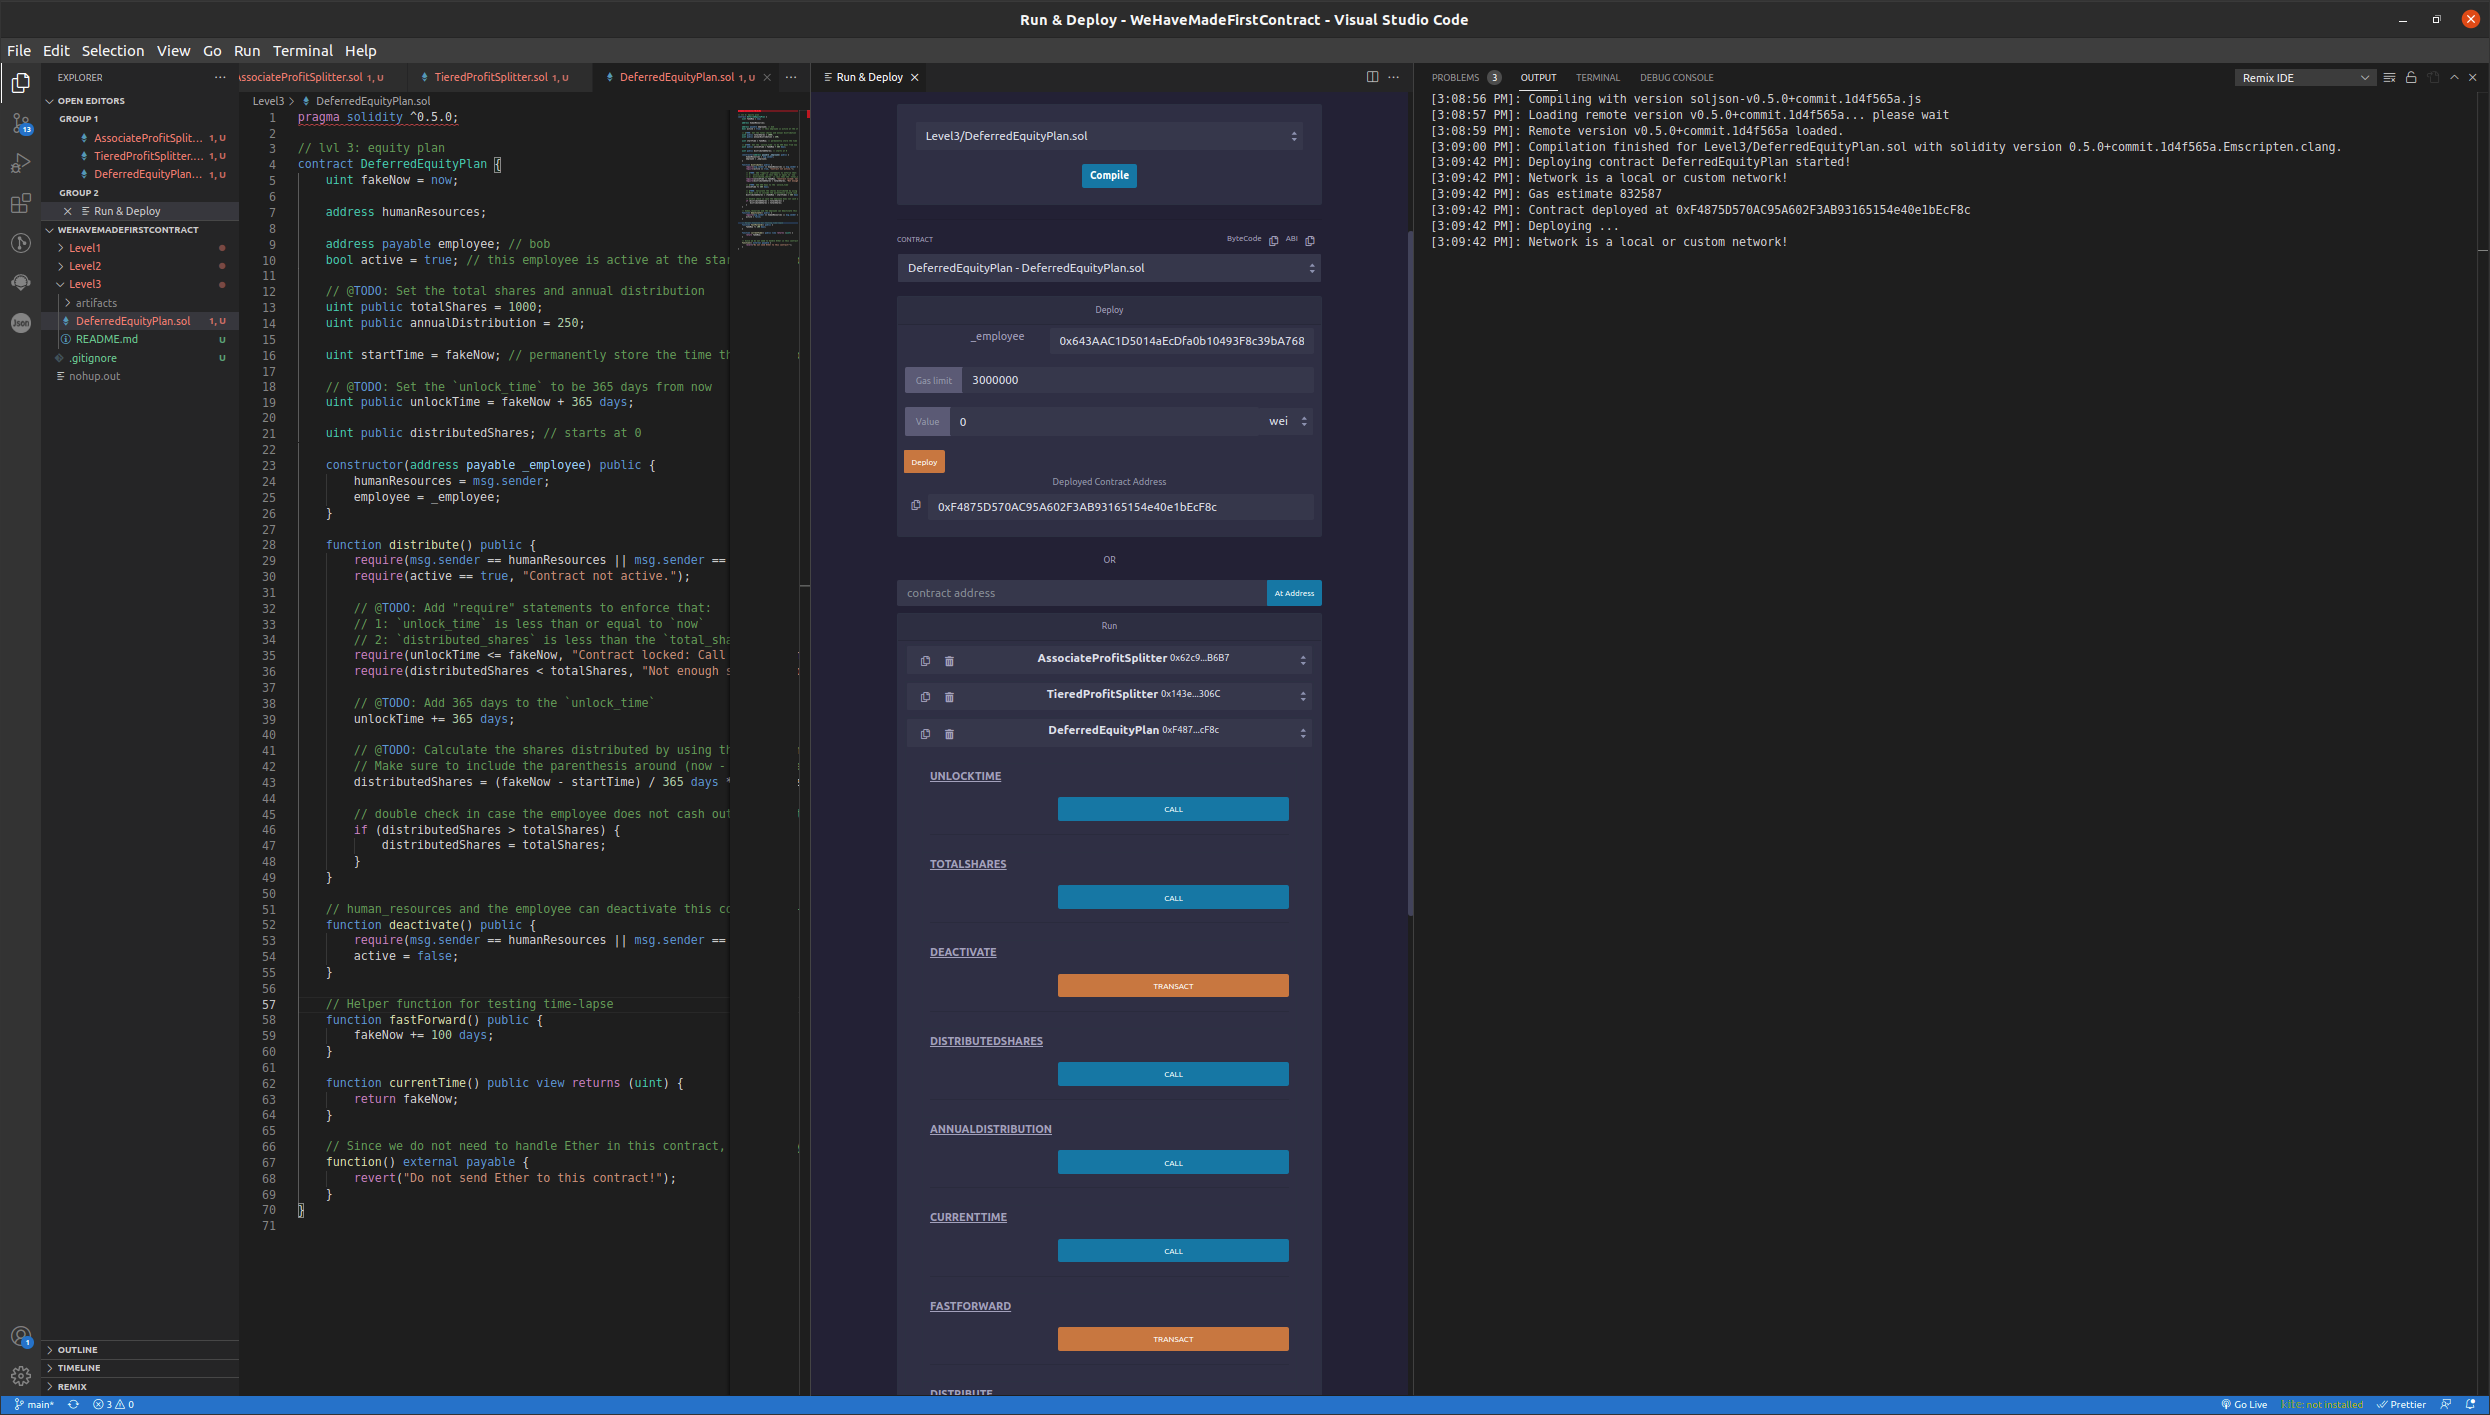 Run & Deploy - WeHaveMadeFirstContract - Visual Studio Code
File Edit Selection View Go Run Terminal Help
EXPLORER
OPEN EDITORS
GROUP 1
AssociateProfitSplit... 1, U
TieredProfitSplitter.... 1, U
DeferredEquityPlan... 1, U
GROUP 2
Run & Deploy
WEHAVEMADEFIRSTCONTRACT
Level1
Level2
Level3
artifacts
DeferredEquityPlan.sol 1, U
README.md U
.gitignore U
nohup.out
OUTLINE
TIMELINE
REMIX
13
Json
1
ssociateProfitSplitter.sol 1, U
TieredProfitSplitter.sol 1, U
DeferredEquityPlan.sol 1, U
Level3 > DeferredEquityPlan.sol
1 pragma solidity ^0.5.0;
2
3 // lvl 3: equity plan
4 contract DeferredEquityPlan {
5 uint fakeNow = now;
6
7 address humanResources;
8
9 address payable employee; // bob
10 bool active = true; // this employee is active at the star
11
12 // @TODO: Set the total shares and annual distribution
13 uint public totalShares = 1000;
14 uint public annualDistribution = 250;
15
16 uint startTime = fakeNow; // permanently store the time th
17
18 // @TODO: Set the `unlock_time` to be 365 days from now
19 uint public unlockTime = fakeNow + 365 days;
20
21 uint public distributedShares; // starts at 0
22
23 constructor(address payable _employee) public {
24 humanResources = msg.sender;
25 employee = _employee;
26 }
27
28 function distribute() public {
29 require(msg.sender == humanResources || msg.sender ==
30 require(active == true, "Contract not active.");
31
32 // @TODO: Add "require" statements to enforce that:
33 // 1: `unlock_time` is less than or equal to `now`
34 // 2: `distributed_shares` is less than the `total_sha
35 require(unlockTime <= fakeNow, "Contract locked: Call
36 require(distributedShares < totalShares, "Not enough s
37
38 // @TODO: Add 365 days to the `unlock_time`
39 unlockTime += 365 days;
40
41 // @TODO: Calculate the shares distributed by using th
42 // Make sure to include the parenthesis around (now -
43 distributedShares = (fakeNow - startTime) / 365 days *
44
45 // double check in case the employee does not cash out
46 if (distributedShares > totalShares) {
47 distributedShares = totalShares;
48 }
49 }
50
51 // human_resources and the employee can deactivate this co
52 function deactivate() public {
53 require(msg.sender == humanResources || msg.sender ==
54 active = false;
55 }
56
57 // Helper function for testing time-lapse
58 function fastForward() public {
59 fakeNow += 100 days;
60 }
61
62 function currentTime() public view returns (uint) {
63 return fakeNow;
64 }
65
66 // Since we do not need to handle Ether in this contract,
67 function() external payable {
68 revert("Do not send Ether to this contract!");
69 }
70 }
71
Run & Deploy
Level3/DeferredEquityPlan.sol
Compile
CONTRACT ByteCode ABI
DeferredEquityPlan - DeferredEquityPlan.sol
Deploy
_employee 0x643AAC1D5014aEcDfa0b10493F8c39bA768
Gas limit 3000000
Value 0 wei
Deploy
Deployed Contract Address
0xF4875D570AC95A602F3AB93165154e40e1bEcF8c
OR
contract address At Address
Run
AssociateProfitSplitter 0x62c9...B6B7
TieredProfitSplitter 0x143e...306C
DeferredEquityPlan 0xF487...cF8c
UNLOCKTIME
CALL
TOTALSHARES
CALL
DEACTIVATE
TRANSACT
DISTRIBUTEDSHARES
CALL
ANNUALDISTRIBUTION
CALL
CURRENTTIME
CALL
FASTFORWARD
TRANSACT
DISTRIBUTE
PROBLEMS 3 OUTPUT TERMINAL DEBUG CONSOLE Remix IDE
[3:08:56 PM]: Compiling with version soljson-v0.5.0+commit.1d4f565a.js
[3:08:57 PM]: Loading remote version v0.5.0+commit.1d4f565a... please wait
[3:08:59 PM]: Remote version v0.5.0+commit.1d4f565a loaded.
[3:09:00 PM]: Compilation finished for Level3/DeferredEquityPlan.sol with solidity version 0.5.0+commit.1d4f565a.Emscripten.clang.
[3:09:42 PM]: Deploying contract DeferredEquityPlan started!
[3:09:42 PM]: Network is a local or custom network!
[3:09:42 PM]: Gas estimate 832587
[3:09:42 PM]: Contract deployed at 0xF4875D570AC95A602F3AB93165154e40e1bEcF8c
[3:09:42 PM]: Deploying ...
[3:09:42 PM]: Network is a local or custom network!
main* 3 0 Go Live kite: not installed Prettier